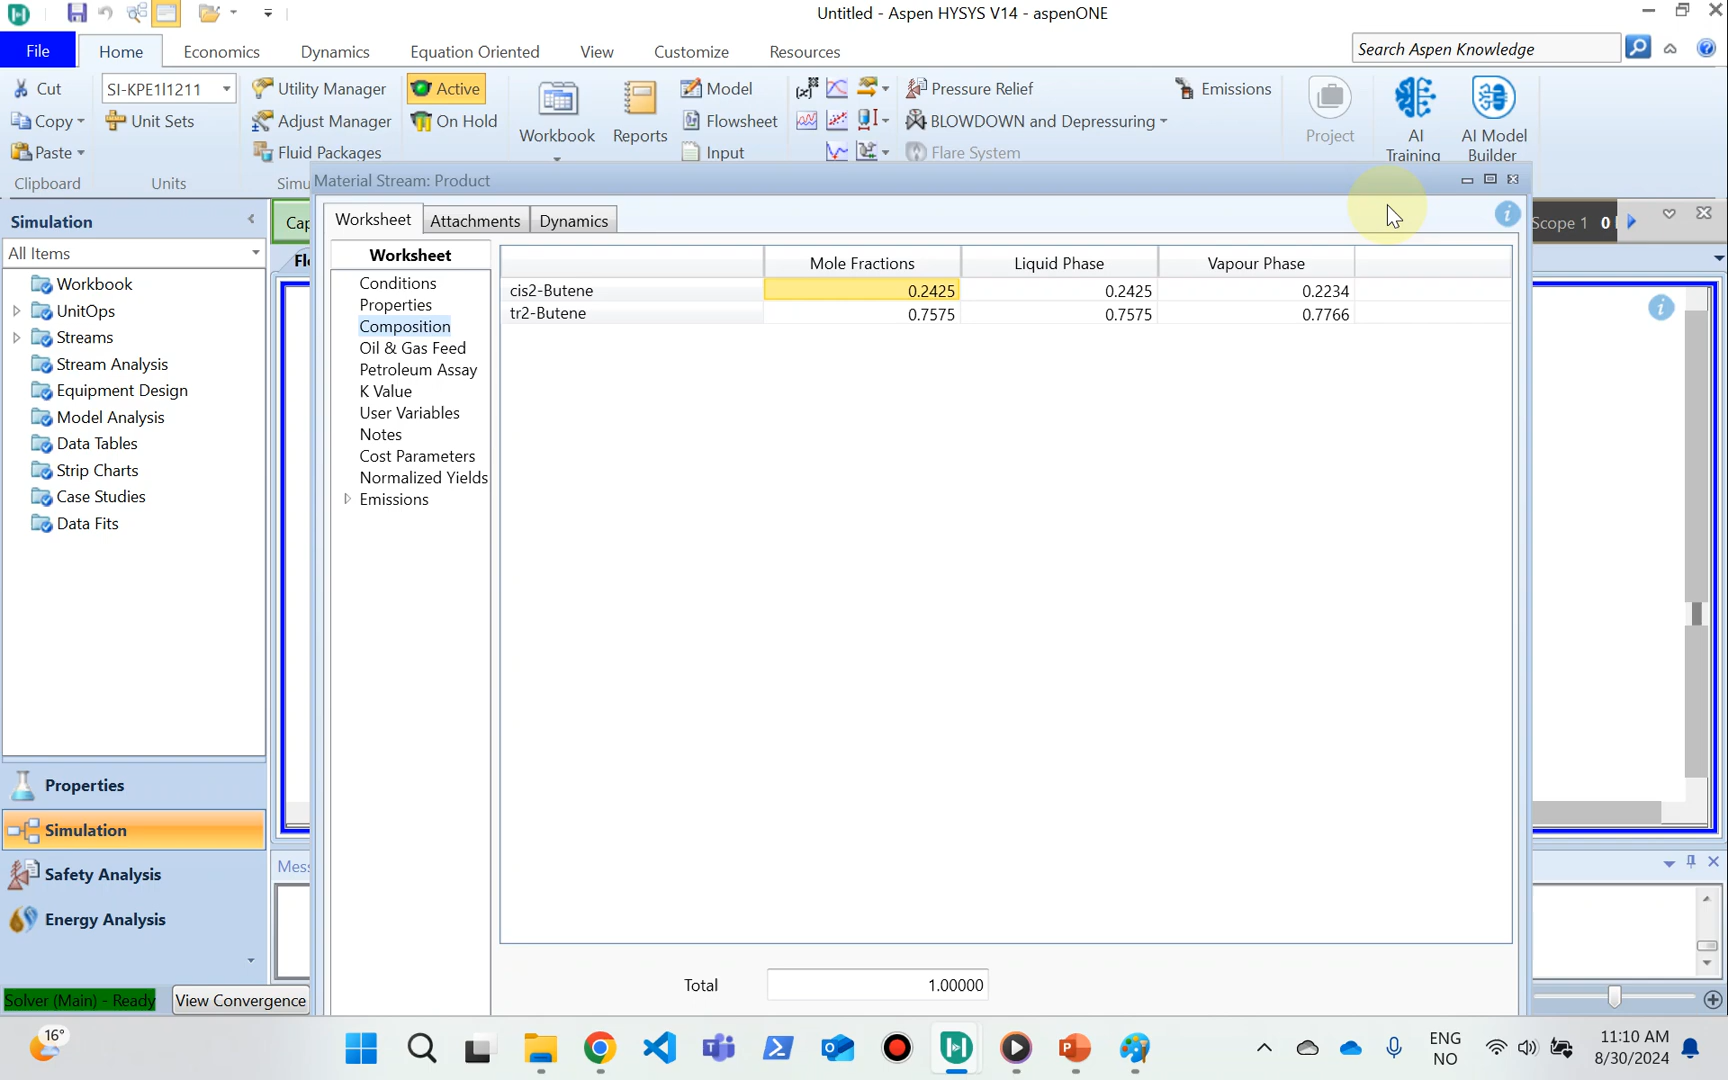 Untitled - Aspen HYSYS V14 - aspenONE
File Home Economics Dynamics Equation Oriented View Customize Resources Search Aspen Knowledge
Cut SI-KPE1I1211 Utility Manager Active Model Pressure Relief Emissions
Copy Unit Sets Adjust Manager On Hold Flowsheet BLOWDOWN and Depressuring
Workbook Reports Project AI Training AI Model Builder
Paste Fluid Packages Input Flare System
Clipboard Units Simu
Material Stream: Product
Simulation Cap Worksheet Attachments Dynamics Scope 1 0
All Items Flo
Worksheet Mole Fractions Liquid Phase Vapour Phase
Workbook Conditions cis2-Butene 0.2425 0.2425 0.2234
UnitOps Properties tr2-Butene 0.7575 0.7575 0.7766
Streams Composition
Stream Analysis Oil & Gas Feed
Equipment Design Petroleum Assay
Model Analysis K Value
Data Tables User Variables
Strip Charts Notes
Case Studies Cost Parameters
Data Fits Normalized Yields
Emissions
Properties
Simulation
Safety Analysis Mess
Energy Analysis
Total 1.00000
Solver (Main) - Ready View Convergence
16°
ENG
NO
11:10 AM
8/30/2024